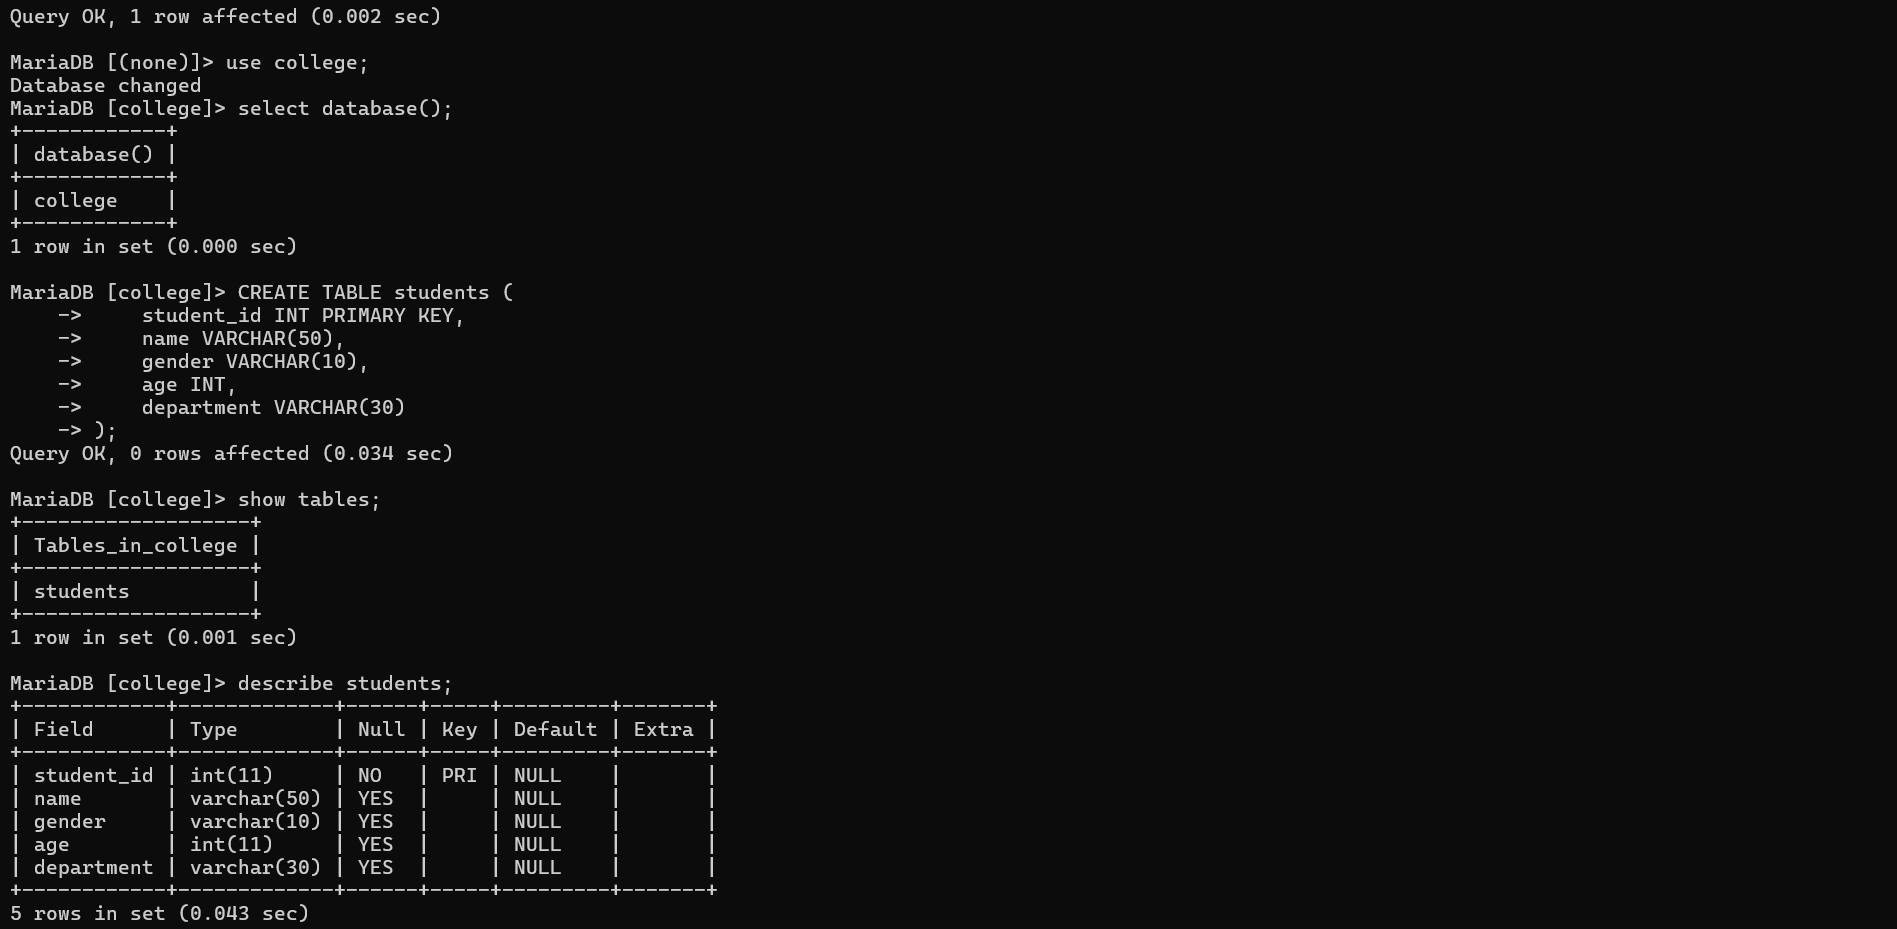 Query OK, 1 row affected (0.002 sec)

MariaDB [(none)]> use college;
Database changed
MariaDB [college]> select database();
+------------+
| database() |
+------------+
| college    |
+------------+
1 row in set (0.000 sec)

MariaDB [college]> CREATE TABLE students (
    ->     student_id INT PRIMARY KEY,
    ->     name VARCHAR(50),
    ->     gender VARCHAR(10),
    ->     age INT,
    ->     department VARCHAR(30)
    -> );
Query OK, 0 rows affected (0.034 sec)

MariaDB [college]> show tables;
+-------------------+
| Tables_in_college |
+-------------------+
| students          |
+-------------------+
1 row in set (0.001 sec)

MariaDB [college]> describe students;
+------------+-------------+------+-----+---------+-------+
| Field      | Type        | Null | Key | Default | Extra |
+------------+-------------+------+-----+---------+-------+
| student_id | int(11)     | NO   | PRI | NULL    |       |
| name       | varchar(50) | YES  |     | NULL    |       |
| gender     | varchar(10) | YES  |     | NULL    |       |
| age        | int(11)     | YES  |     | NULL    |       |
| department | varchar(30) | YES  |     | NULL    |       |
+------------+-------------+------+-----+---------+-------+
5 rows in set (0.043 sec)